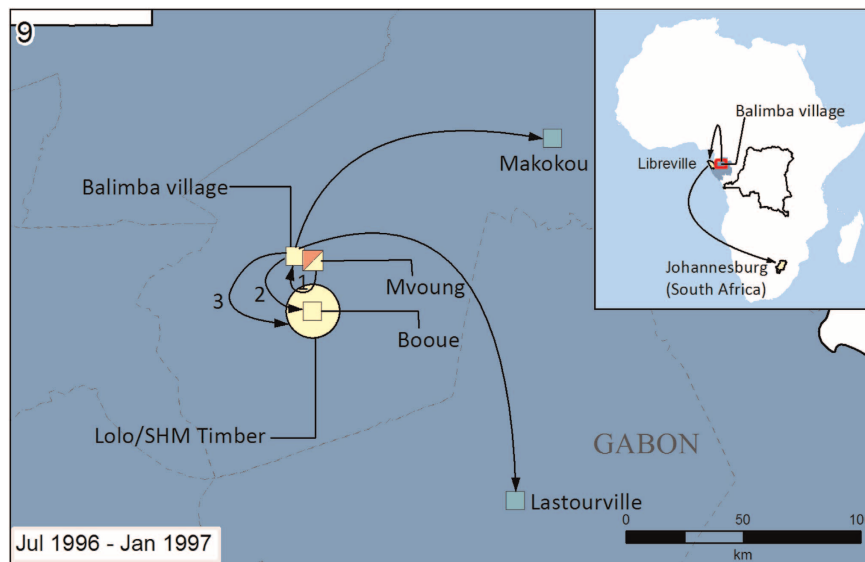 9
Balimba village
Libreville
Johannesburg
(South Africa)
Makokou
Balimba village
1
2
3
Mvoung
Booue
Lolo/SHM Timber
GABON
Lastourville
0 50 10
km
Jul 1996 - Jan 1997